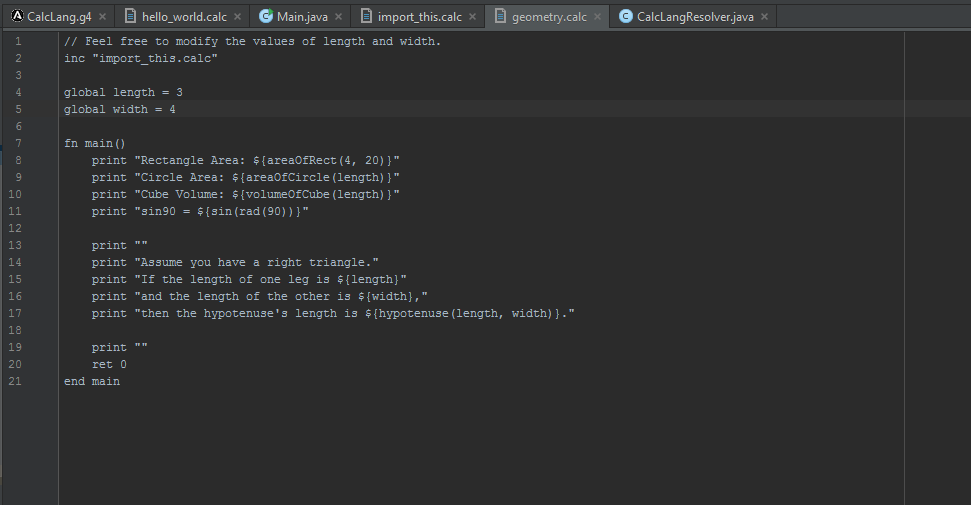 CalcLang.g4 hello_world.calc Main.java import_this.calc geometry.calc CalcLangResolver.java
1 // Feel free to modify the values of length and width.
2 inc "import_this.calc"
3
4 global length = 3
5 global width = 4
6
7 fn main()
8 print "Rectangle Area: ${areaOfRect(4, 20)}"
9 print "Circle Area: ${areaOfCircle(length)}"
10 print "Cube Volume: ${volumeOfCube(length)}"
11 print "sin90 = ${sin(rad(90))}"
12
13 print ""
14 print "Assume you have a right triangle."
15 print "If the length of one leg is ${length}"
16 print "and the length of the other is ${width},"
17 print "then the hypotenuse's length is ${hypotenuse(length, width)}."
18
19 print ""
20 ret 0
21 end main